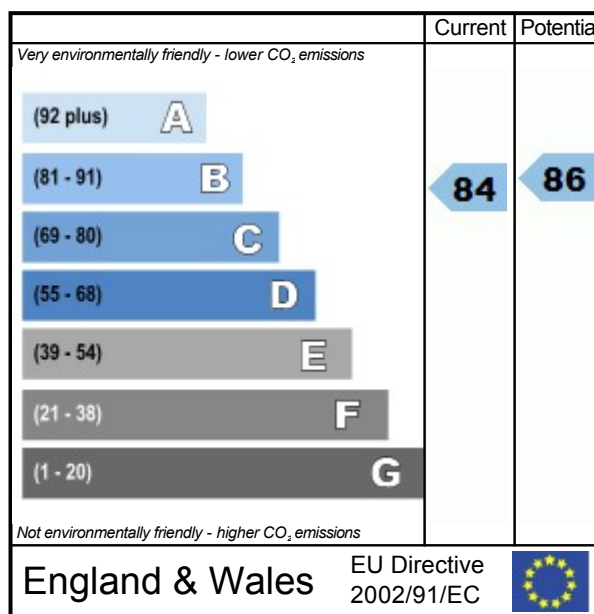 Current Potentia
Very environmentally friendly - lower CO₂ emissions
(92 plus) A
(81 - 91) B
84 86
(69 - 80) C
(55 - 68) D
(39 - 54) E
(21 - 38) F
(1 - 20) G
Not environmentally friendly - higher CO₂ emissions
England & Wales
EU Directive
2002/91/EC